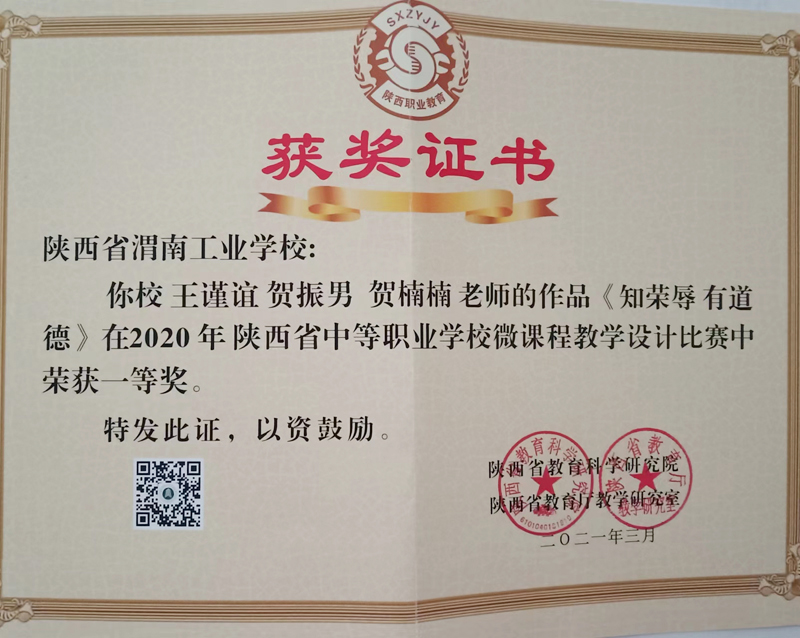 SXZYJY
陕西职业教育
获奖证书
陕西省渭南工业学校:
你校 王谨谊 贺振男 贺楠楠 老师的作品《知荣辱 有道
德》在2020 年 陕西省中等职业学校微课程教学设计比赛中
荣获一等奖。
特发此证，以资鼓励。
陕西省教育科学研究院
陕西省教育厅教学研究室
二〇二一年三月